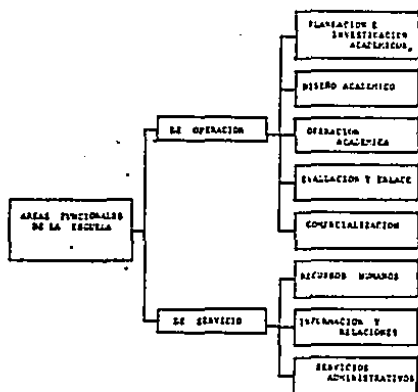 PLANEACION E
INVESTIGACION
ACADEMICOS.
DISEÑO ACADEMICO
DE OPERACION
OPERACION
ACADEMICA
EVALUACION Y ENLACE
AREAS FUNCIONALES
DE LA ESCUELA
COMERCIALIZACION
RECURSOS HUMANOS
DE SERVICIO
INFORMACION Y
RELACIONES
SERVICIOS
ADMINISTRATIVOS